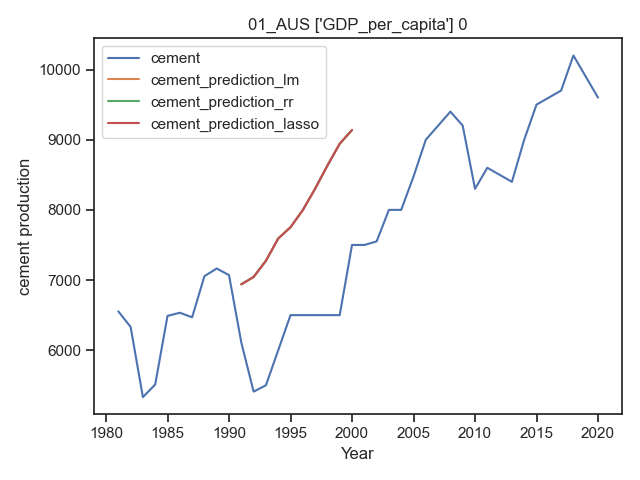 01_AUS ['GDP_per_capita'] 0
cement
cement_prediction_lm
cement_prediction_rr
cement_prediction_lasso
10000
9000
8000
7000
6000
cement production
1980 1985 1990 1995 2000 2005 2010 2015 2020
Year